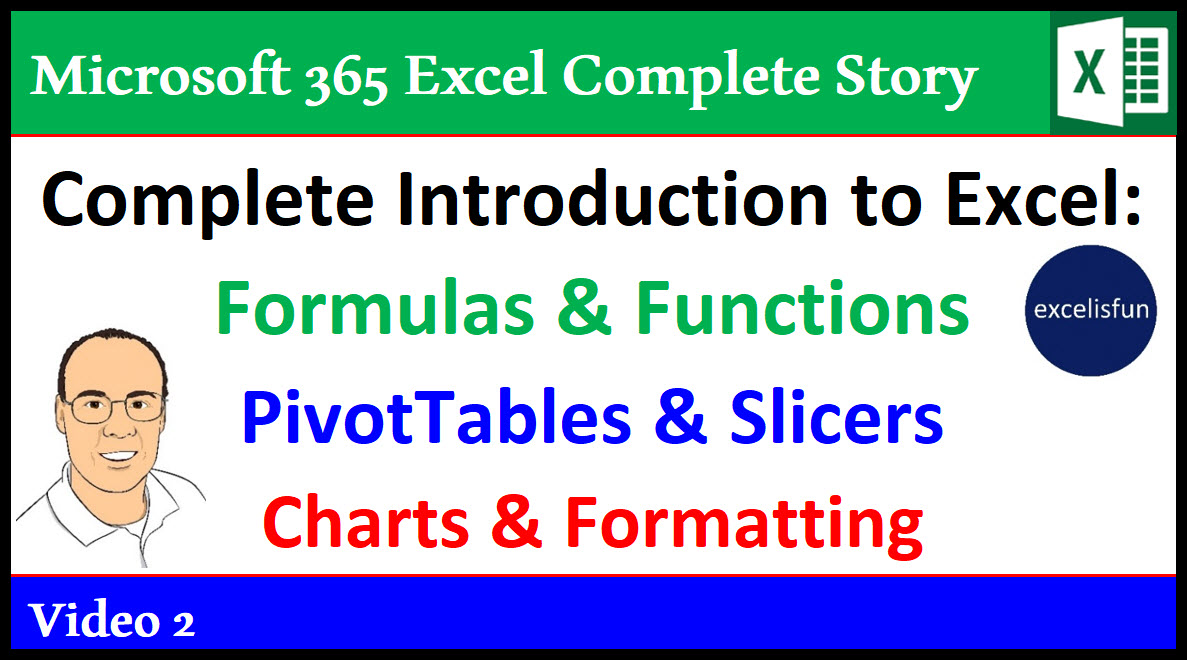 Microsoft 365 Excel Complete Story
X
Complete Introduction to Excel:
Formulas & Functions
excelisfun
PivotTables & Slicers
Charts & Formatting
Video 2